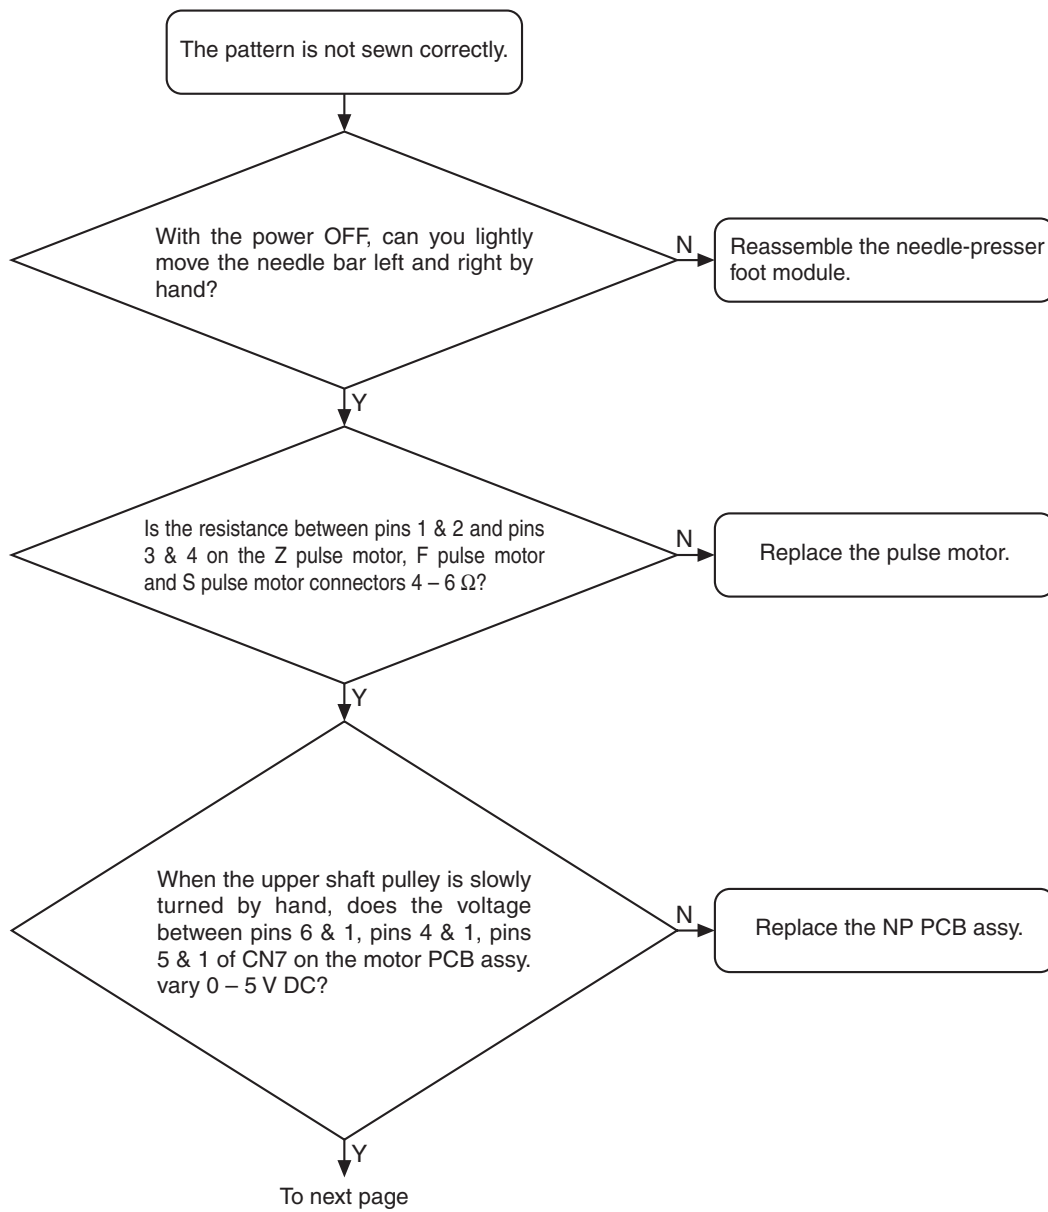 The pattern is not sewn correctly.
With the power OFF, can you lightly
move the needle bar left and right by
hand?
N
Reassemble the needle-presser
foot module.
Y
Is the resistance between pins 1 & 2 and pins
3 & 4 on the Z pulse motor, F pulse motor
and S pulse motor connectors 4 – 6 Ω?
N
Replace the pulse motor.
Y
When the upper shaft pulley is slowly
turned by hand, does the voltage
between pins 6 & 1, pins 4 & 1, pins
5 & 1 of CN7 on the motor PCB assy.
vary 0 – 5 V DC?
N
Replace the NP PCB assy.
Y
To next page